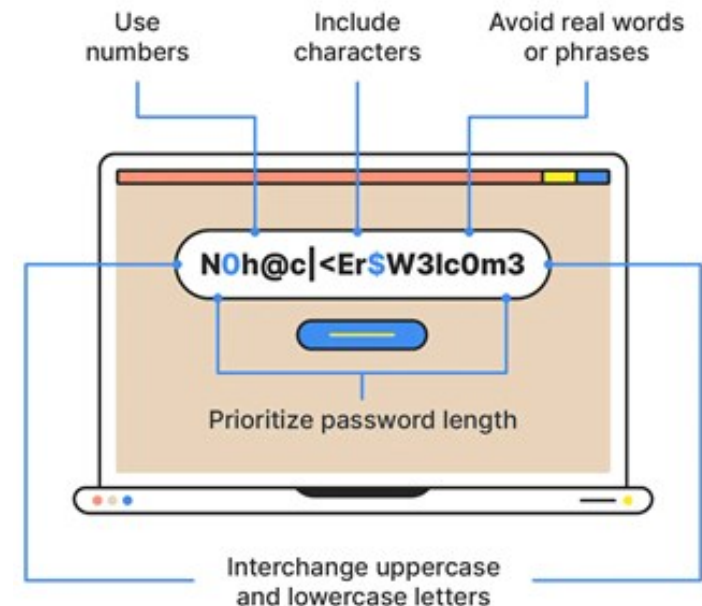 Use
numbers
Include
characters
Avoid real words
or phrases
N0h@c|<Er$W3lc0m3
Prioritize password length
Interchange uppercase
and lowercase letters